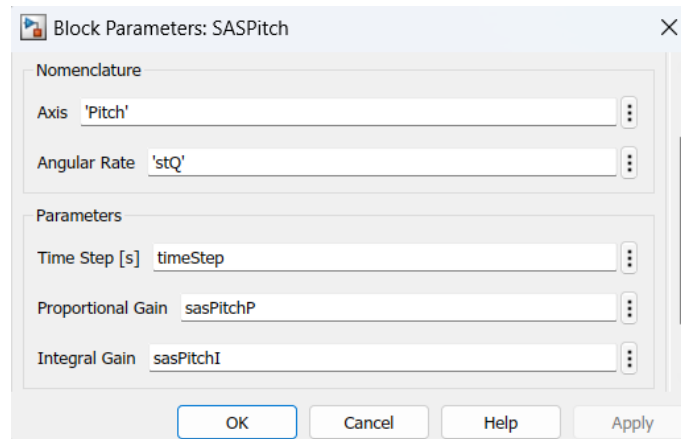 Block Parameters: SASPitch
Nomenclature
Axis 'Pitch'
Angular Rate 'stQ'
Parameters
Time Step [s] timeStep
Proportional Gain sasPitchP
Integral Gain sasPitchI
OK Cancel Help Apply